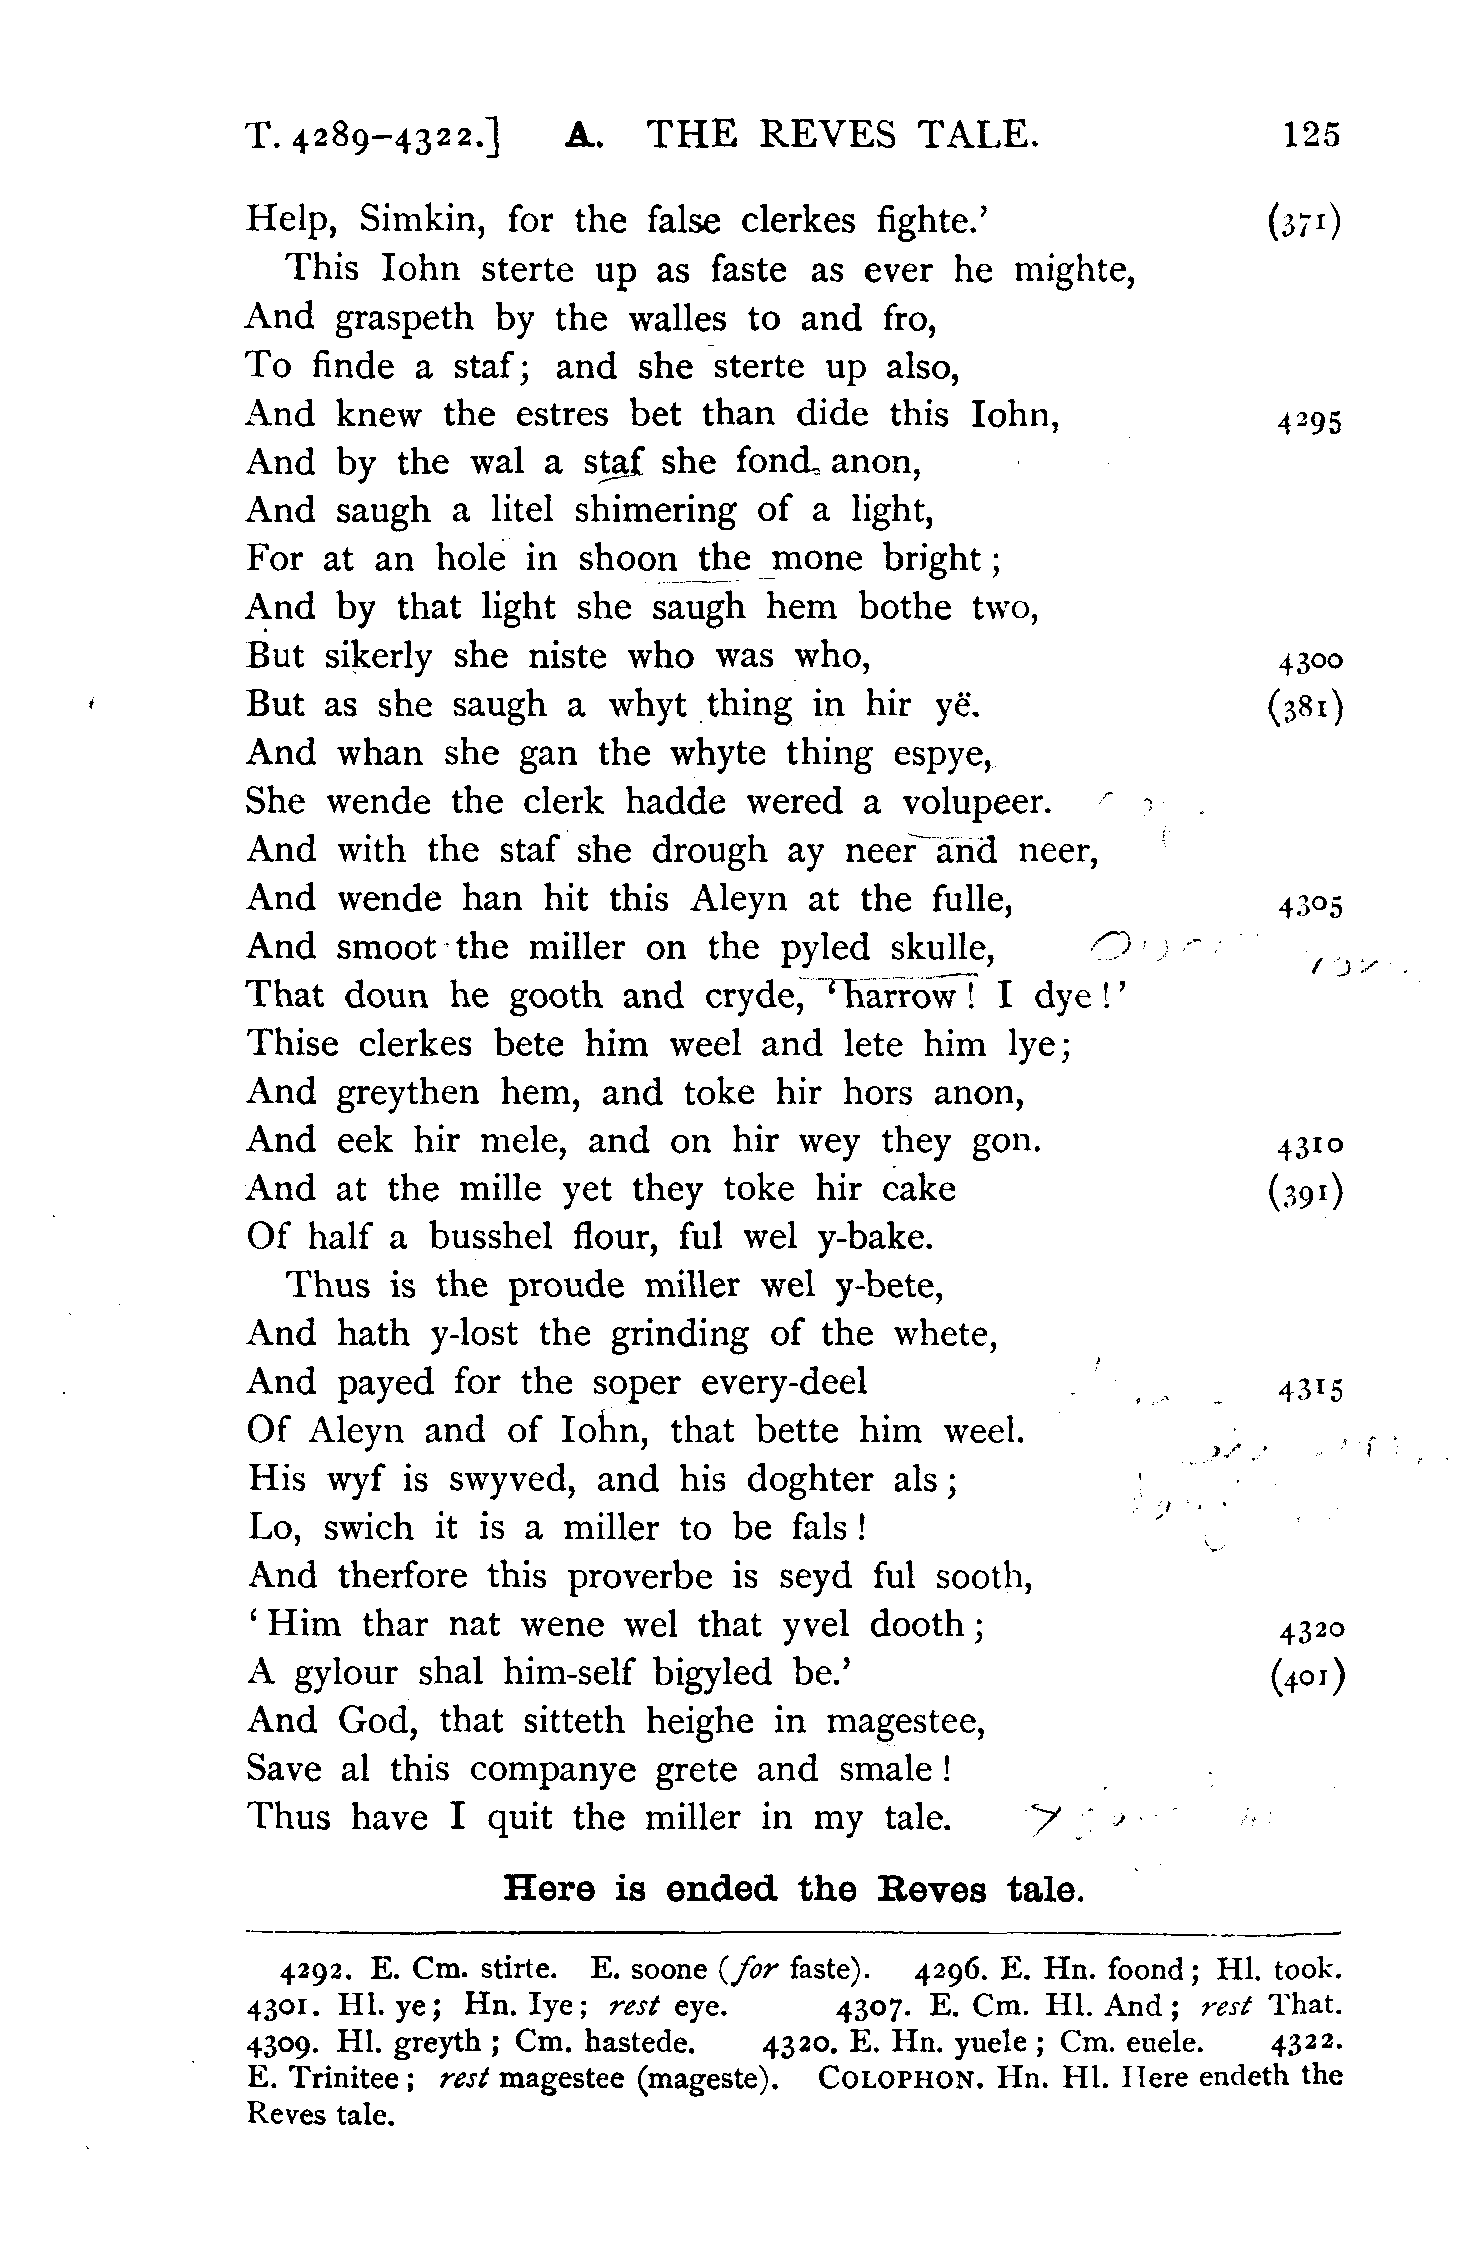 T. 4289–4322.] A. THE REVES TALE. 125
Help, Simkin, for the false clerkes fighte.’ (371)
This Iohn sterte up as faste as ever he mighte,
And graspeth by the walles to and fro,
To finde a staf; and she sterte up also,
And knew the estres bet than dide this Iohn, 4295
And by the wal a staf she fond, anon,
And saugh a litel shimering of a light,
For at an hole in shoon the mone bright;
And by that light she saugh hem bothe two,
But sikerly she niste who was who, 4300
But as she saugh a whyt thing in hir yë. (381)
And whan she gan the whyte thing espye,
She wende the clerk hadde wered a volupeer.
And with the staf she drough ay neer and neer,
And wende han hit this Aleyn at the fulle, 4305
And smoot the miller on the pyled skulle,
That doun he gooth and cryde, ‘harrow! I dye!’
Thise clerkes bete him weel and lete him lye;
And greythen hem, and toke hir hors anon,
And eek hir mele, and on hir wey they gon. 4310
And at the mille yet they toke hir cake (391)
Of half a busshel flour, ful wel y-bake.
Thus is the proude miller wel y-bete,
And hath y-lost the grinding of the whete,
And payed for the soper every-deel 4315
Of Aleyn and of Iohn, that bette him weel.
His wyf is swyved, and his doghter als;
Lo, swich it is a miller to be fals!
And therfore this proverbe is seyd ful sooth,
‘Him thar nat wene wel that yvel dooth; 4320
A gylour shal him-self bigyled be.’ (401)
And God, that sitteth heighe in magestee,
Save al this companye grete and smale!
Thus have I quit the miller in my tale.
Here is ended the Reves tale.
4292. E. Cm. stirte. E. soone (for faste). 4296. E. Hn. foond; Hl. took.
4301. Hl. ye; Hn. Iye; rest eye. 4307. E. Cm. Hl. And; rest That.
4309. Hl. greyth; Cm. hastede. 4320. E. Hn. yuele; Cm. euele. 4322.
E. Trinitee; rest magestee (mageste). COLOPHON. Hn. Hl. Here endeth the
Reves tale.